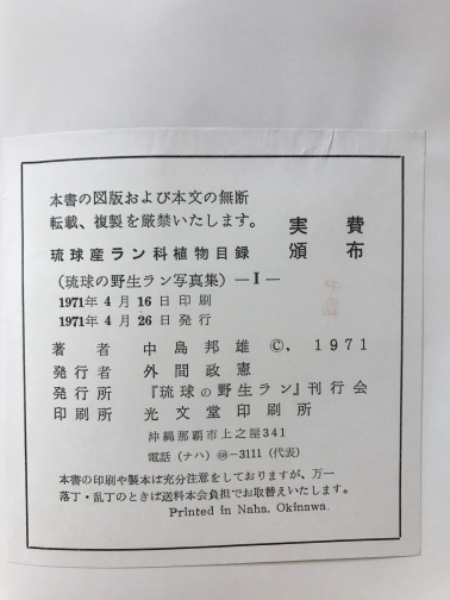 本書の図版および本文の無断
転載、複製を厳禁いたします。
実費
頒布
琉球産ラン科植物目録
(琉球の野生ラン写真集) ―I―
1971年4月16日印刷
1971年4月26日発行
著者 中島邦雄 ©, 1971
発行者 外間政憲
発行所 『琉球の野生ラン』刊行会
印刷所 光文堂印刷所
沖縄那覇市上之屋341
電話(ナハ) ―3111(代表)
本書の印刷や製本は充分注意をしておりますが、万一
落丁・乱丁のときは送料本会負担でお取替えいたします。
Printed in Naha, Okinawa.